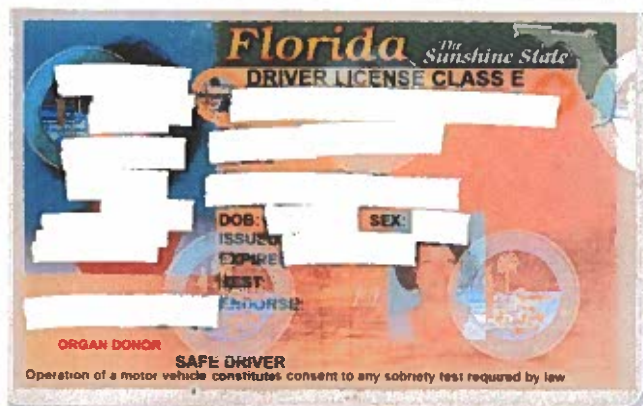 Florida The Sunshine State
DRIVER LICENSE CLASS E
DOB: SEX:
ISSUED
EXPIRE
REST:
ENDORSE:
ORGAN DONOR
SAFE DRIVER
Operation of a motor vehicle constitutes consent to any sobriety test required by law